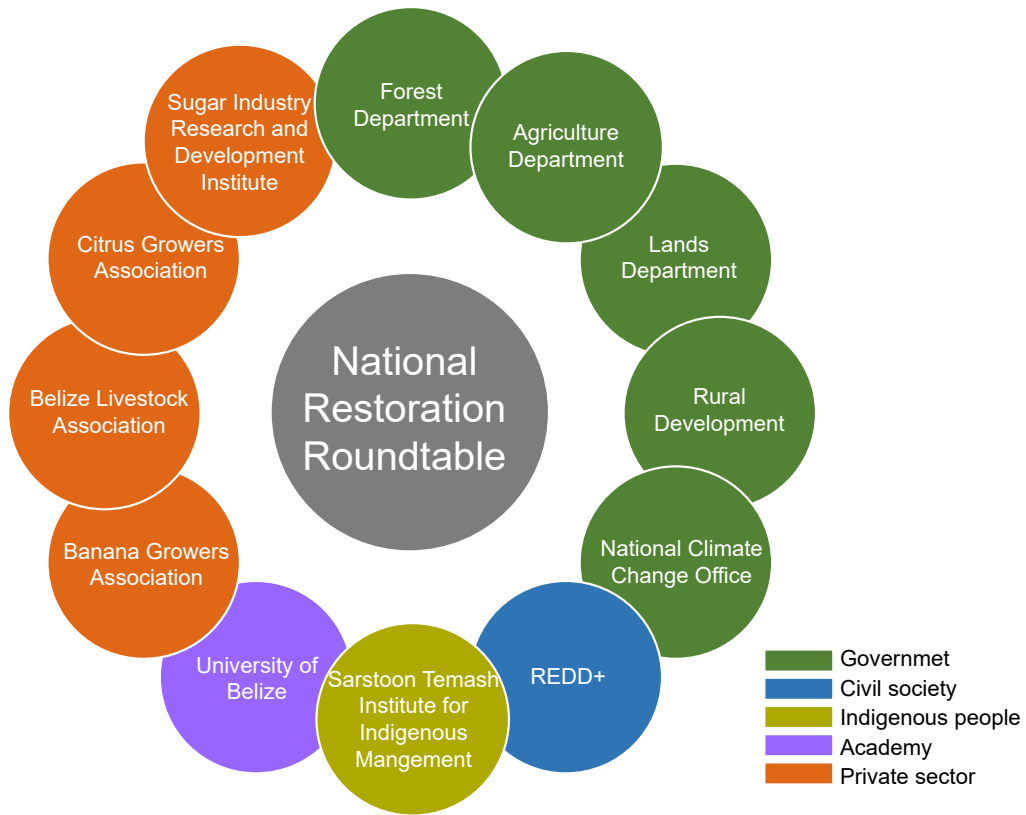 Forest
Department
Agriculture
Department
Lands
Department
Rural
Development
National Climate
Change Office
REDD+
Sarstoon Temash
Institute for
Indigenous
Mangement
University of
Belize
Banana Growers
Association
Belize Livestock
Association
Citrus Growers
Association
Sugar Industry
Research and
Development
Institute
National
Restoration
Roundtable
Governmet
Civil society
Indigenous people
Academy
Private sector